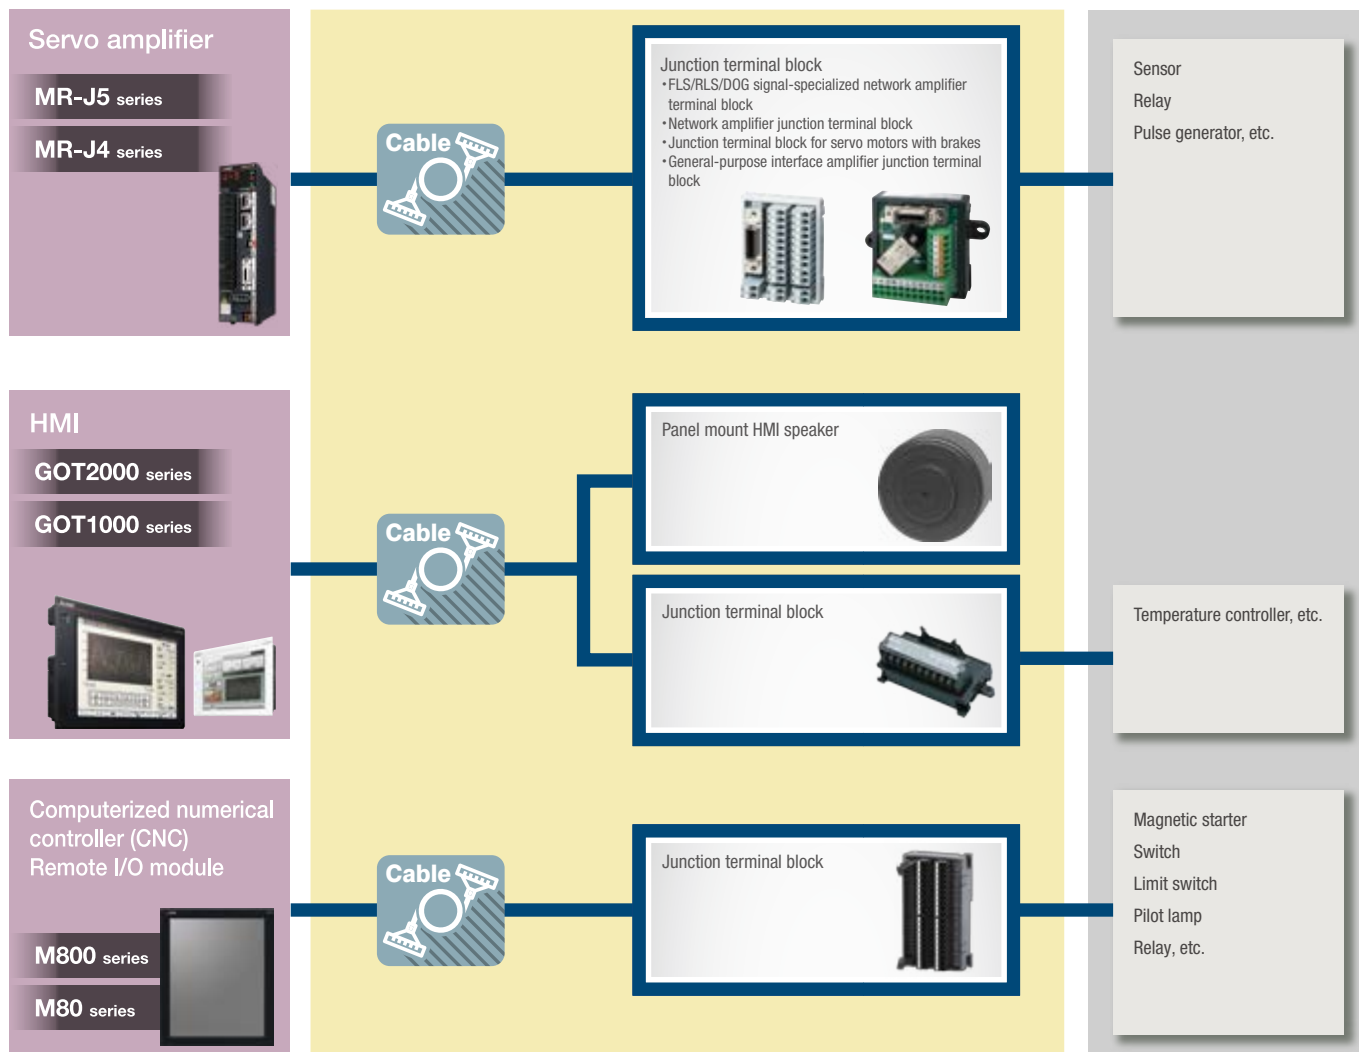 Servo amplifier
MR-J5 series
MR-J4 series
Cable
Junction terminal block
・FLS/RLS/DOG signal-specialized network amplifier
terminal block
・Network amplifier junction terminal block
・Junction terminal block for servo motors with brakes
・General-purpose interface amplifier junction terminal
block
Sensor
Relay
Pulse generator, etc.
HMI
GOT2000 series
GOT1000 series
Cable
Panel mount HMI speaker
Junction terminal block
Temperature controller, etc.
Computerized numerical
controller (CNC)
Remote I/O module
M800 series
M80 series
Cable
Junction terminal block
Magnetic starter
Switch
Limit switch
Pilot lamp
Relay, etc.